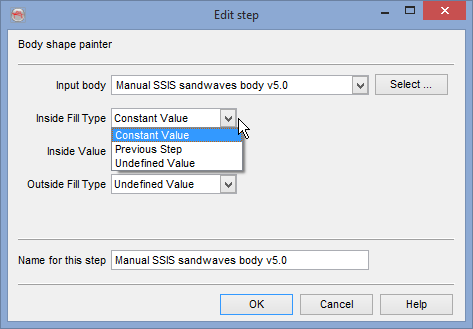 Edit step
Body shape painter
Input body Manual SSIS sandwaves body v5.0 Select ...
Inside Fill Type Constant Value
Constant Value
Previous Step
Inside Value
Undefined Value
Outside Fill Type Undefined Value
Name for this step Manual SSIS sandwaves body v5.0
OK Cancel Help